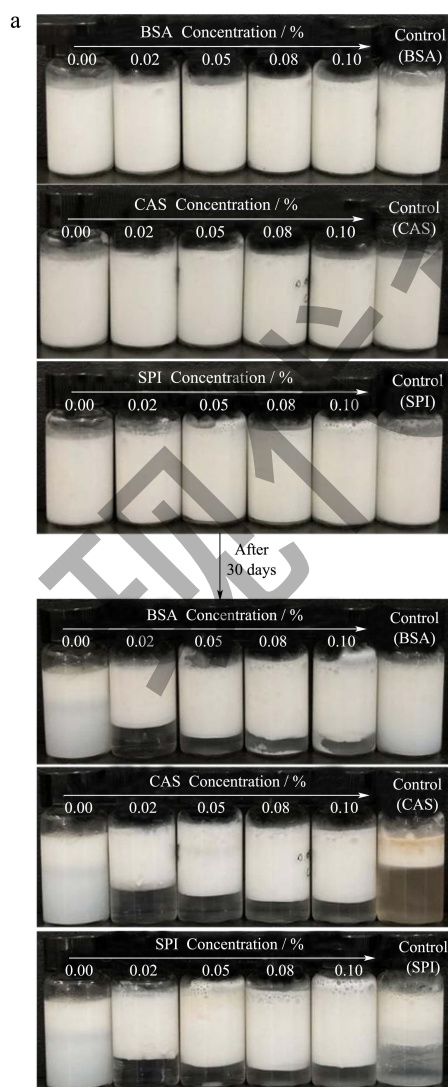 a
BSA Concentration / %
0.00 0.02 0.05 0.08 0.10
Control
(BSA)
CAS Concentration / %
0.00 0.02 0.05 0.08 0.10
Control
(CAS)
SPI Concentration / %
0.00 0.02 0.05 0.08 0.10
Control
(SPI)
After
30 days
BSA Concentration / %
0.00 0.02 0.05 0.08 0.10
Control
(BSA)
CAS Concentration / %
0.00 0.02 0.05 0.08 0.10
Control
(CAS)
SPI Concentration / %
0.00 0.02 0.05 0.08 0.10
Control
(SPI)